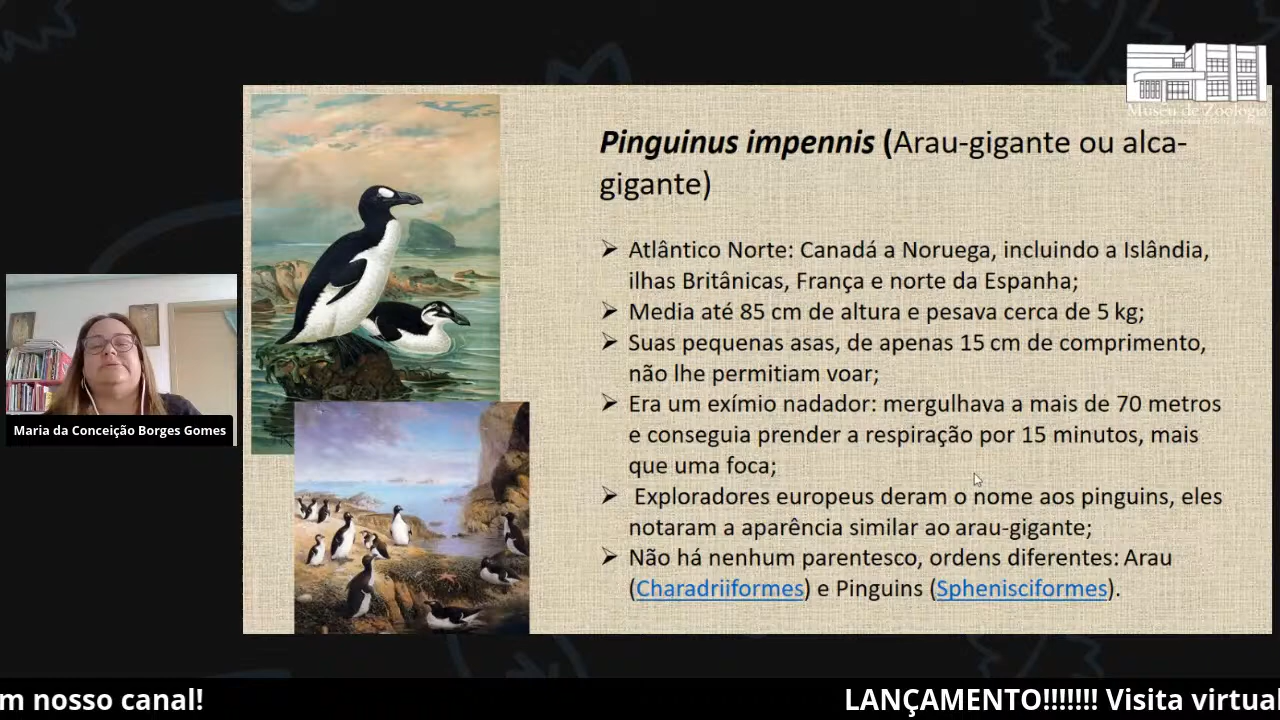 Museu de Zoologia
Pinguinus impennis (Arau-gigante ou alca-
gigante)
➢ Atlântico Norte: Canadá a Noruega, incluindo a Islândia,
ilhas Britânicas, França e norte da Espanha;
➢ Media até 85 cm de altura e pesava cerca de 5 kg;
➢ Suas pequenas asas, de apenas 15 cm de comprimento,
não lhe permitiam voar;
➢ Era um exímio nadador: mergulhava a mais de 70 metros
e conseguia prender a respiração por 15 minutos, mais
que uma foca;
➢ Exploradores europeus deram o nome aos pinguins, eles
notaram a aparência similar ao arau-gigante;
➢ Não há nenhum parentesco, ordens diferentes: Arau
(Charadriiformes) e Pinguins (Sphenisciformes).
Maria da Conceição Borges Gomes
m nosso canal!
LANÇAMENTO!!!!!!! Visita virtual